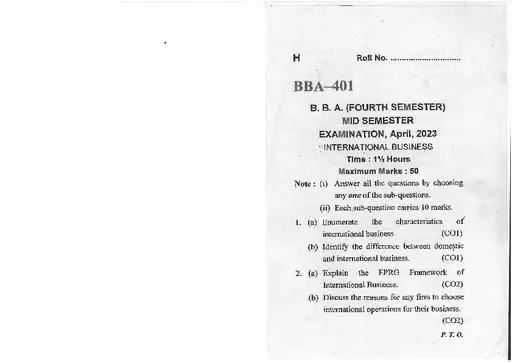 H Roll No. ..............................
BBA–401
B. B. A. (FOURTH SEMESTER)
MID SEMESTER
EXAMINATION, April, 2023
INTERNATIONAL BUSINESS
Time : 1½ Hours
Maximum Marks : 50
Note : (i) Answer all the questions by choosing
any one of the sub-questions.
(ii) Each sub-question carries 10 marks.
1. (a) Enumerate the characteristics of
international business. (CO1)
(b) Identify the difference between domestic
and international business. (CO1)
2. (a) Explain the EPRG Framework of
International Business. (CO2)
(b) Discuss the reasons for any firm to choose
international operations for their business.
(CO2)
P. T. O.